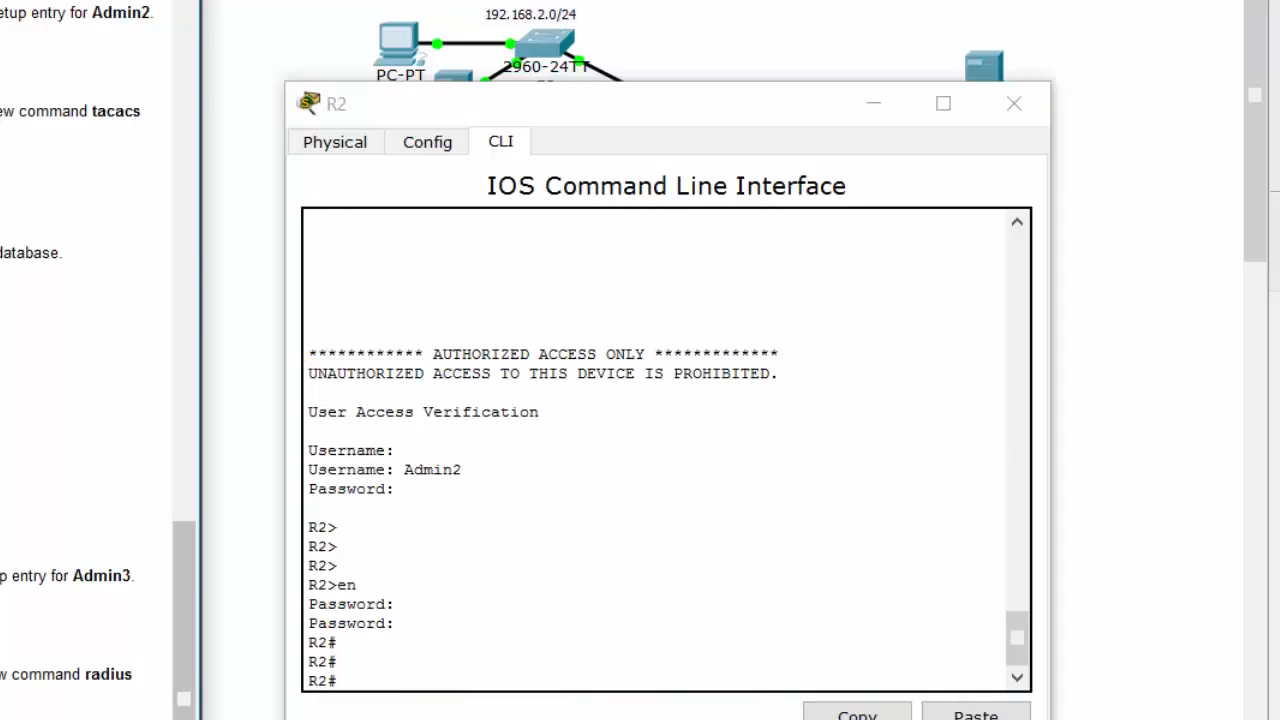 etup entry for Admin2.
ew command tacacs
database.
p entry for Admin3.
w command radius
192.168.2.0/24
PC-PT
2960-24TT
R2
Physical
Config
CLI
IOS Command Line Interface
************ AUTHORIZED ACCESS ONLY *************
UNAUTHORIZED ACCESS TO THIS DEVICE IS PROHIBITED.
User Access Verification
Username:
Username: Admin2
Password:
R2>
R2>
R2>
R2>en
Password:
Password:
R2#
R2#
R2#
Copy
Paste